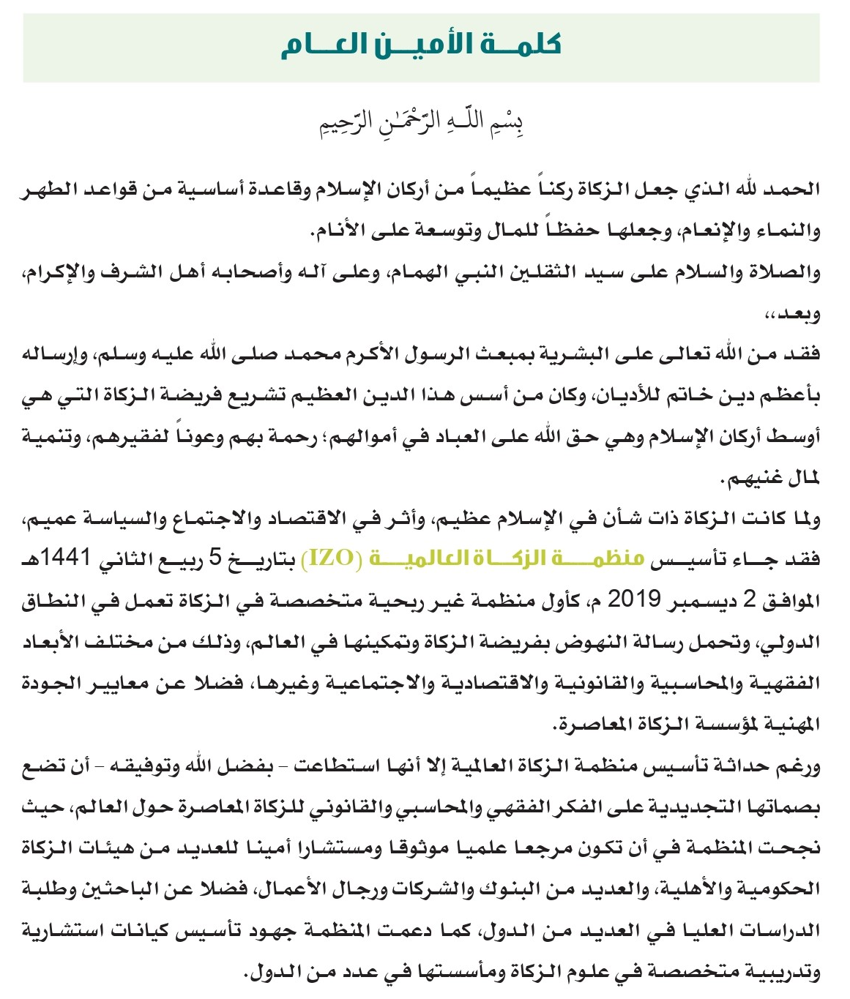 كلمـــة الأميـــن العـــام
بِسْمِ اللَّـهِ الرَّحْمَـٰنِ الرَّحِيمِ
الحمد لله الذي جعل الزكاة ركناً عظيماً من أركان الإسلام وقاعدة أساسية من قواعد الطهر
والنماء والإنعام، وجعلها حفظاً للمال وتوسعة على الأنام.
والصلاة والسلام على سيد الثقلين النبي الهمام، وعلى آله وأصحابه أهل الشرف والإكرام،
وبعد،،
فقد من الله تعالى على البشرية بمبعث الرسول الأكرم محمد صلى الله عليه وسلم، وإرساله
بأعظم دين خاتم للأديان، وكان من أسس هذا الدين العظيم تشريع فريضة الزكاة التي هي
أوسط أركان الإسلام وهي حق الله على العباد في أموالهم؛ رحمة بهم وعوناً لفقيرهم، وتنمية
لمال غنيهم.
ولما كانت الزكاة ذات شأن في الإسلام عظيم، وأثر في الاقتصاد والاجتماع والسياسة عميم،
فقد جـــاء تأسيـــس منظمـــــة الزكـــاة العالميـــــة (IZO) بتاريـــخ 5 ربيـــع الثاني 1441هـ
الموافق 2 ديسمبر 2019 م، كأول منظمة غير ربحية متخصصة في الزكاة تعمل في النطاق
الدولي، وتحمل رسالة النهوض بفريضة الزكاة وتمكينها في العالم، وذلك من مختلف الأبعاد
الفقهية والمحاسبية والقانونية والاقتصادية والاجتماعية وغيرها، فضلا عن معايير الجودة
المهنية لمؤسسة الزكاة المعاصرة.
ورغم حداثة تأسيس منظمة الزكاة العالمية إلا أنها استطاعت – بفضل الله وتوفيقه – أن تضع
بصماتها التجديدية على الفكر الفقهي والمحاسبي والقانوني للزكاة المعاصرة حول العالم، حيث
نجحت المنظمة في أن تكون مرجعا علميا موثوقا ومستشارا أمينا للعديد من هيئات الزكاة
الحكومية والأهلية، والعديد من البنوك والشركات ورجال الأعمال، فضلا عن الباحثين وطلبة
الدراسات العليا في العديد من الدول، كما دعمت المنظمة جهود تأسيس كيانات استشارية
وتدريبية متخصصة في علوم الزكاة ومأسستها في عدد من الدول.